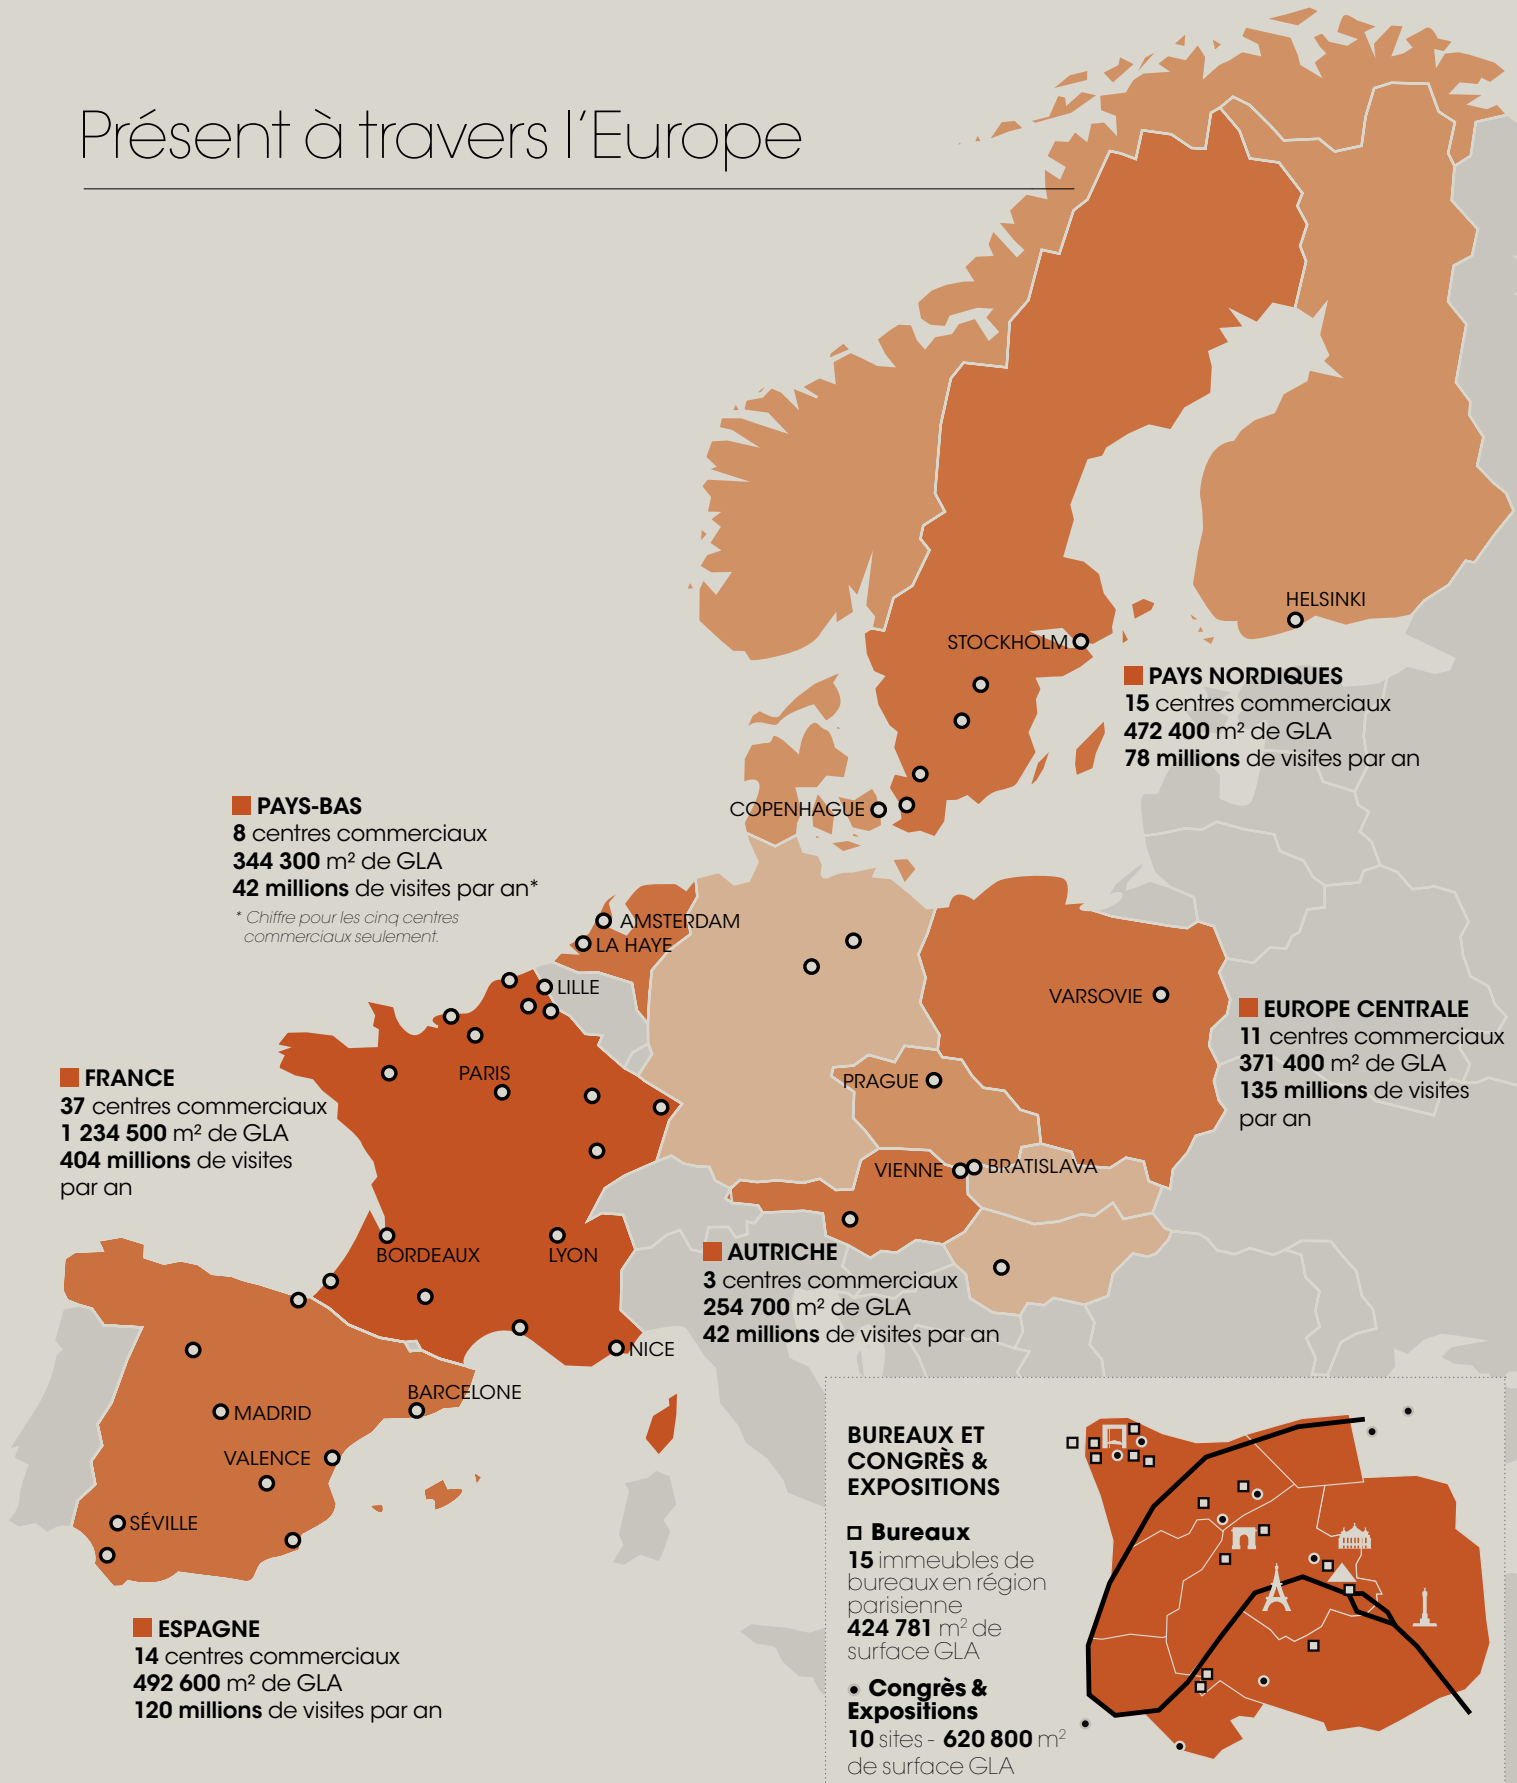 Présent à travers l'Europe
HELSINKI
STOCKHOLM
PAYS NORDIQUES
15 centres commerciaux
472 400 m² de GLA
78 millions de visites par an
COPENHAGUE
PAYS-BAS
8 centres commerciaux
344 300 m² de GLA
42 millions de visites par an*
* Chiffre pour les cinq centres
commerciaux seulement.
AMSTERDAM
LA HAYE
LILLE
VARSOVIE
EUROPE CENTRALE
11 centres commerciaux
371 400 m² de GLA
135 millions de visites
par an
PRAGUE
PARIS
FRANCE
37 centres commerciaux
1 234 500 m² de GLA
404 millions de visites
par an
VIENNE
BRATISLAVA
BORDEAUX
LYON
AUTRICHE
3 centres commerciaux
254 700 m² de GLA
42 millions de visites par an
NICE
BARCELONE
MADRID
VALENCE
SÉVILLE
ESPAGNE
14 centres commerciaux
492 600 m² de GLA
120 millions de visites par an
BUREAUX ET
CONGRÈS &
EXPOSITIONS
Bureaux
15 immeubles de
bureaux en région
parisienne
424 781 m² de
surface GLA
Congrès &
Expositions
10 sites - 620 800 m²
de surface GLA